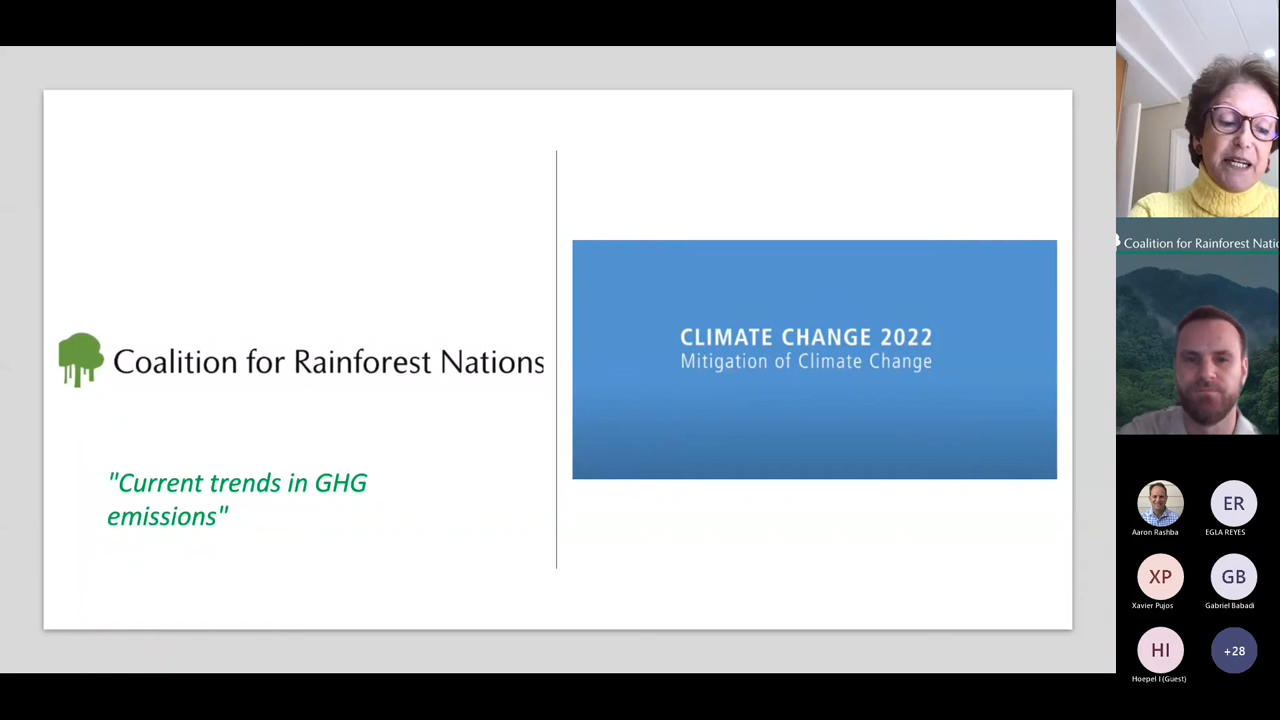 Coalition for Rainforest Nations
"Current trends in GHG
emissions"
CLIMATE CHANGE 2022
Mitigation of Climate Change
Coalition for Rainforest Natio
Aaron Rashba
ER
EGLA REYES
XP
Xavier Pujos
GB
Gabriel Babadi
HI
Hoepel I (Guest)
+28